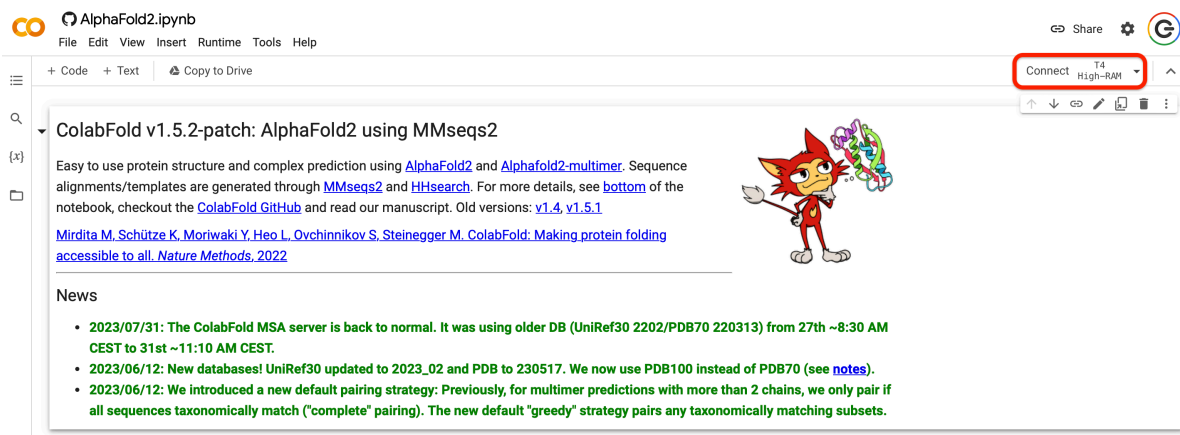 AlphaFold2.ipynb
File Edit View Insert Runtime Tools Help
Share
+ Code + Text Copy to Drive
Connect T4
High-RAM
{x}
ColabFold v1.5.2-patch: AlphaFold2 using MMseqs2
Easy to use protein structure and complex prediction using AlphaFold2 and Alphafold2-multimer. Sequence
alignments/templates are generated through MMseqs2 and HHsearch. For more details, see bottom of the
notebook, checkout the ColabFold GitHub and read our manuscript. Old versions: v1.4, v1.5.1
Mirdita M, Schütze K, Moriwaki Y, Heo L, Ovchinnikov S, Steinegger M. ColabFold: Making protein folding
accessible to all. Nature Methods, 2022
News
• 2023/07/31: The ColabFold MSA server is back to normal. It was using older DB (UniRef30 2202/PDB70 220313) from 27th ~8:30 AM
CEST to 31st ~11:10 AM CEST.
• 2023/06/12: New databases! UniRef30 updated to 2023_02 and PDB to 230517. We now use PDB100 instead of PDB70 (see notes).
• 2023/06/12: We introduced a new default pairing strategy: Previously, for multimer predictions with more than 2 chains, we only pair if
all sequences taxonomically match ("complete" pairing). The new default "greedy" strategy pairs any taxonomically matching subsets.